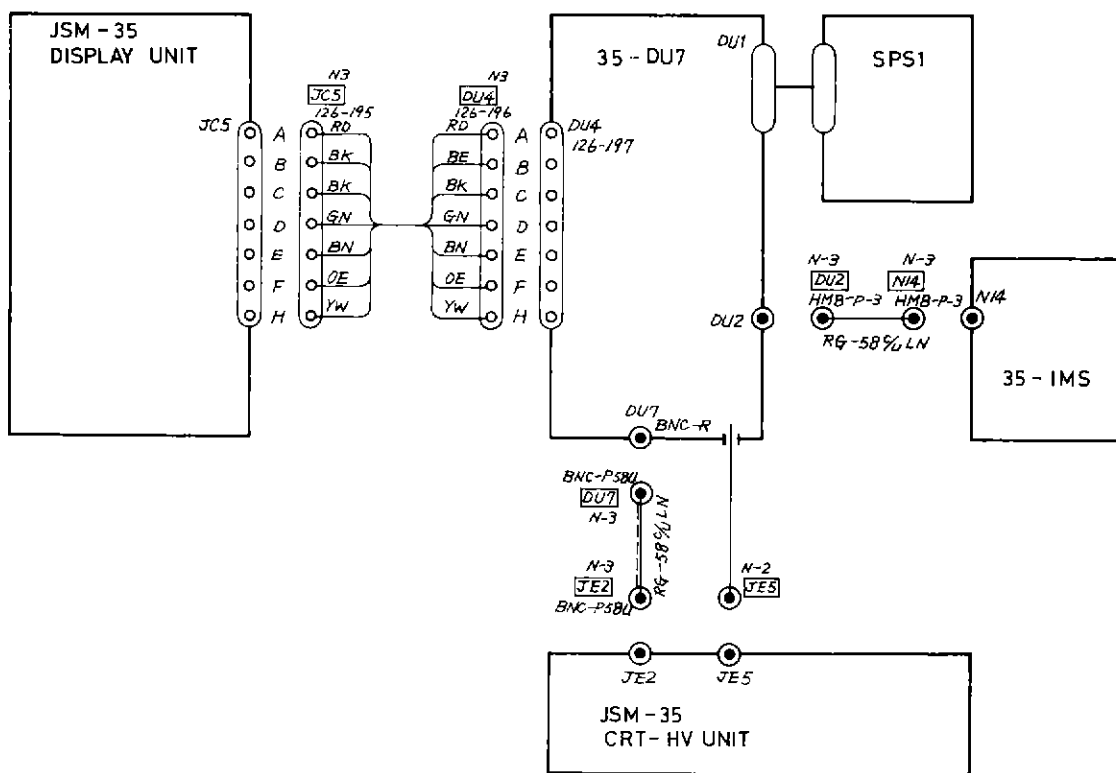 JSM-35
DISPLAY UNIT
JC5
A
B
C
D
E
F
H
N3
JC5
126-195
RD
BK
BK
GN
BN
OE
YW
N3
DU4
126-196
RD
BE
BK
GN
BN
OE
YW
A
B
C
D
E
F
H
35-DU7
DU4
126-197
DU1
SPS1
DU2
N-3
DU2
HMB-P-3
N-3
N14
HMB-P-3
RG-58C/U LN
N14
35-IMS
DU7
BNC-R
BNC-P58U
DU7
N-3
RG-58C/U LN
N-3
JE2
BNC-P58U
N-2
JE5
JE2
JE5
JSM-35
CRT-HV UNIT